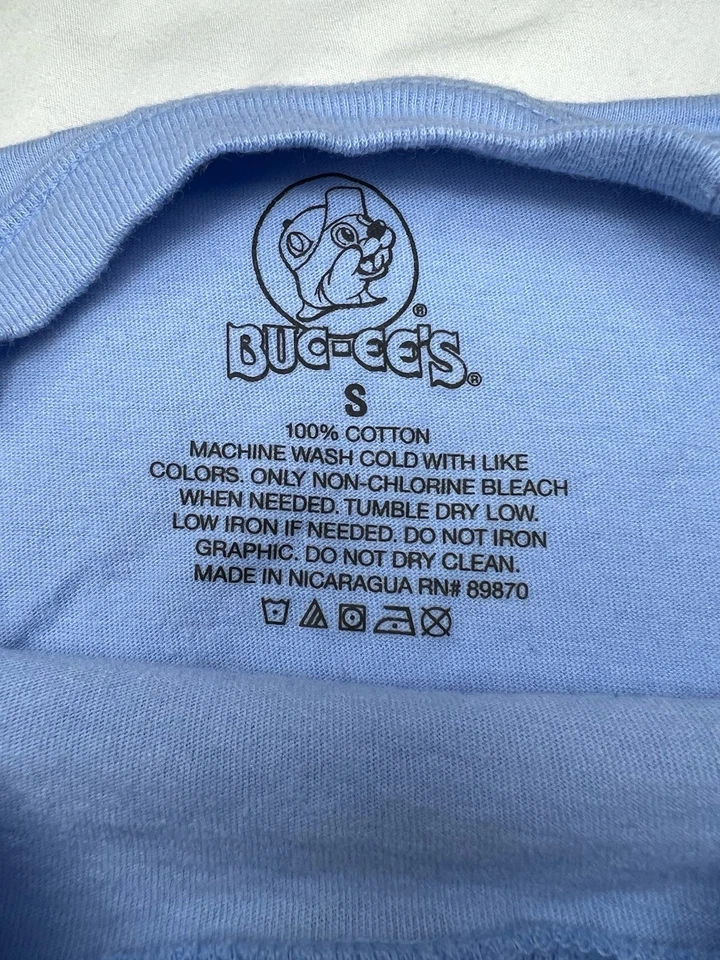 BUC-EE'S®
S
100% COTTON
MACHINE WASH COLD WITH LIKE
COLORS. ONLY NON-CHLORINE BLEACH
WHEN NEEDED. TUMBLE DRY LOW.
LOW IRON IF NEEDED. DO NOT IRON
GRAPHIC. DO NOT DRY CLEAN.
MADE IN NICARAGUA RN# 89870